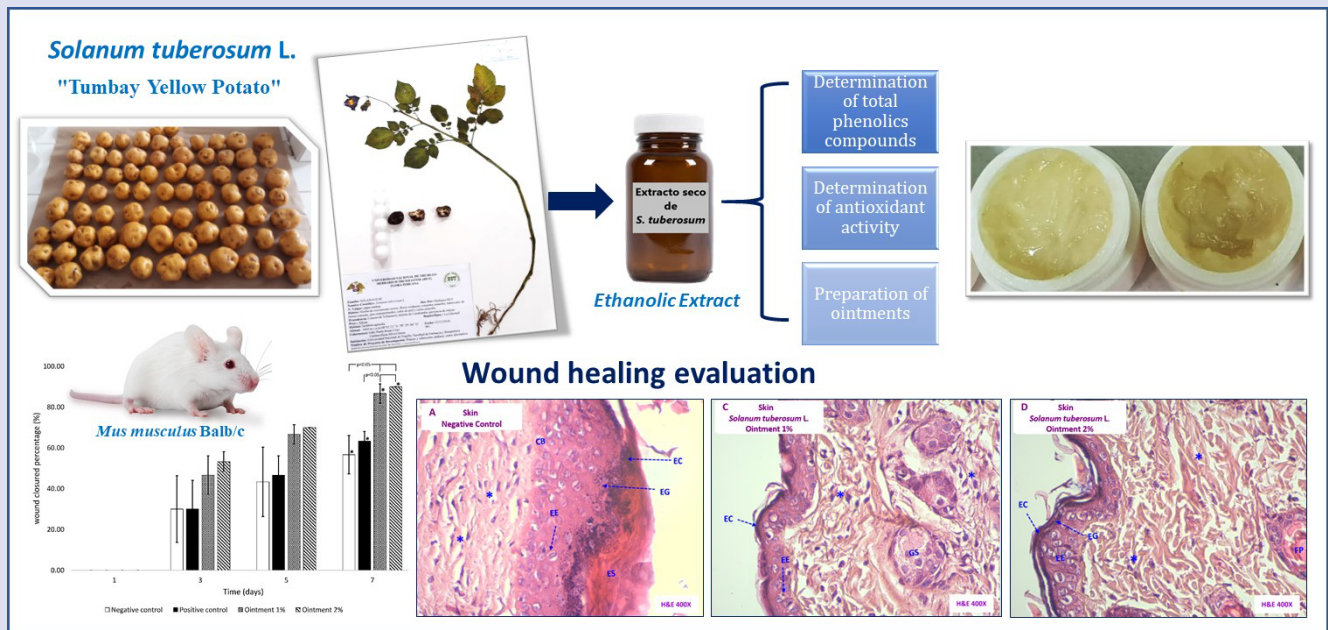 Solanum tuberosum L.
"Tumbay Yellow Potato"
UNIVERSIDAD NACIONAL DE TRUJILLO
Extracto seco
de
S. tuberosum
Ethanolic Extract
Determination
of total
phenolics
compounds
Determination
of antioxidant
activity
Preparation of
ointments
Wound healing evaluation
Mus musculus Balb/c
wound closured percentage (%)
100.00
80.00
60.00
40.00
20.00
0.00
1
3
5
7
Time (days)
Negative control
Positive control
Ointment 1%
Ointment 2%
p<0.05
p<0.05
*
*
*
*
A
Skin
Negative Control
CB
EC
EG
EE
ES
*
*
H&E 400X
C
Skin
Solanum tuberosum L.
Ointment 1%
EC
EE
GS
*
*
H&E 400X
D
Skin
Solanum tuberosum L.
Ointment 2%
EC
EG
EE
FP
*
*
H&E 400X